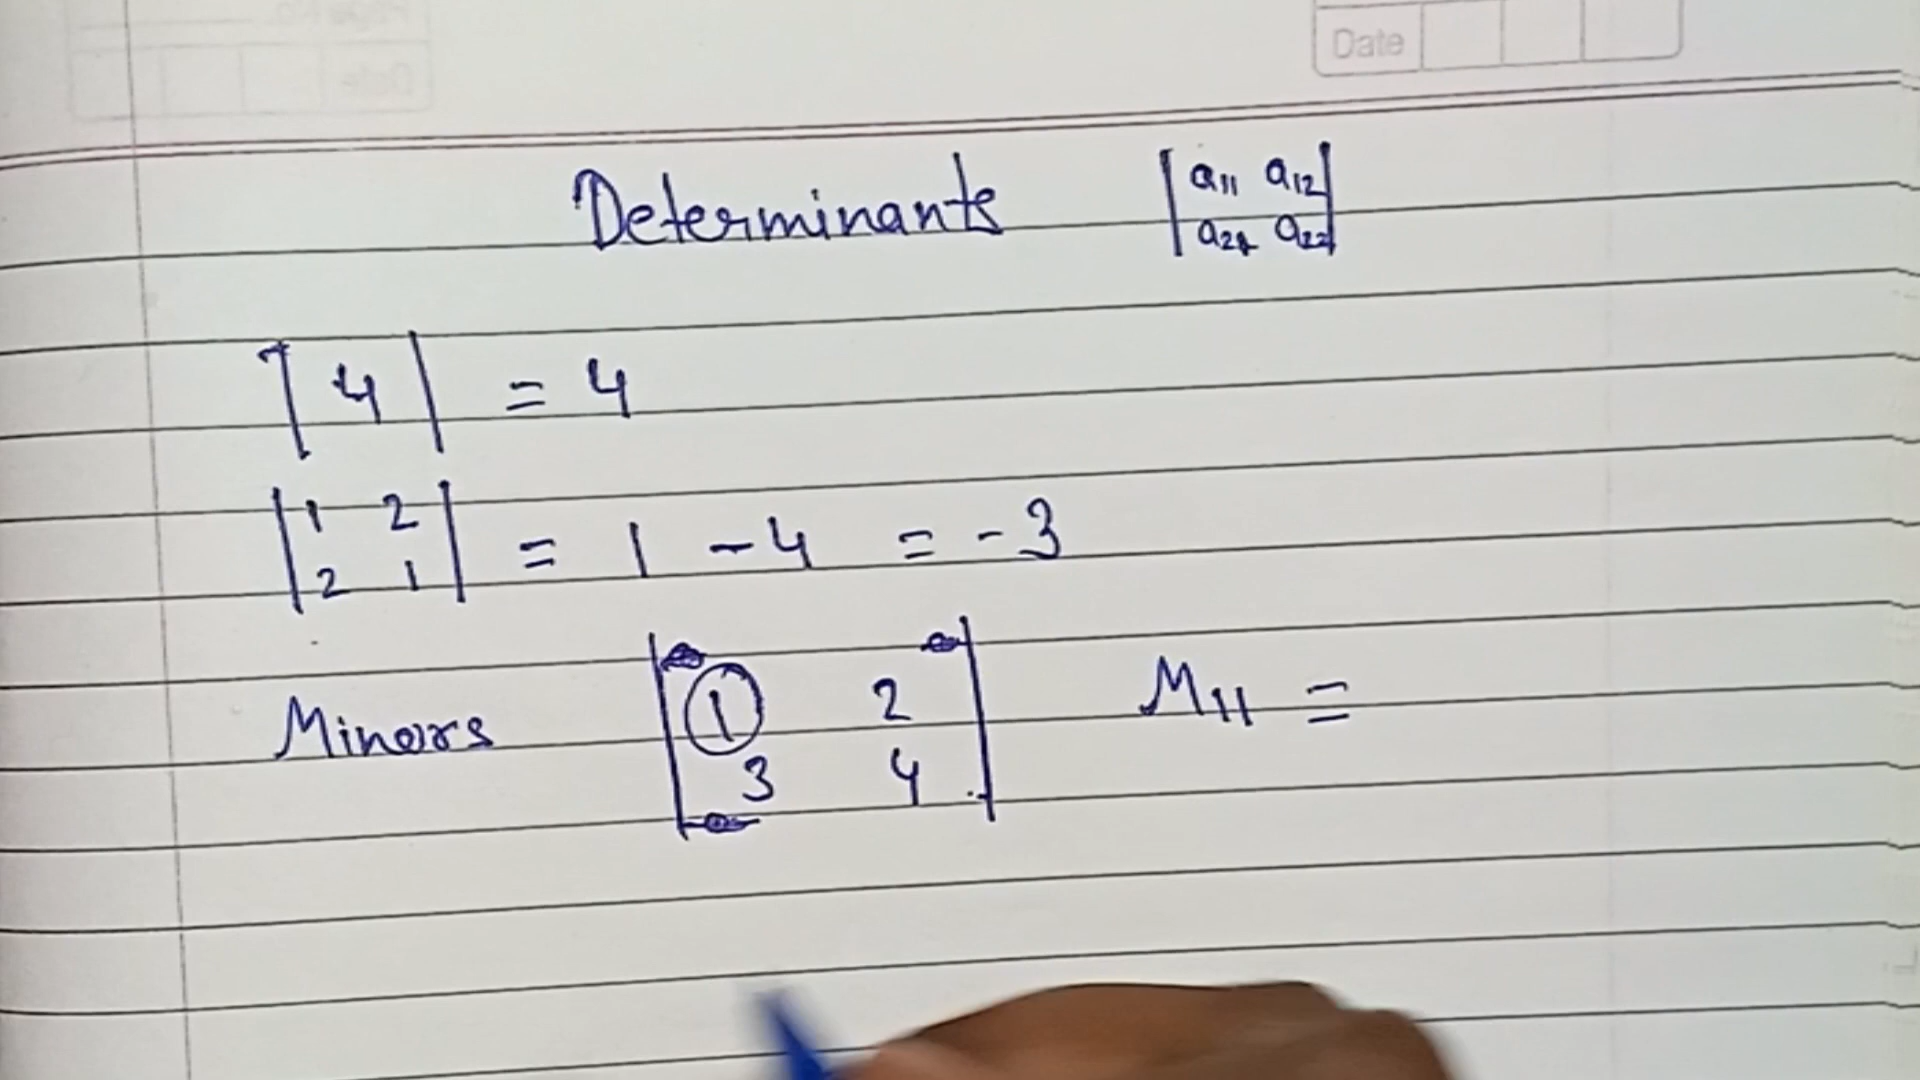 Date
Determinants |a11 a12|
|a21 a22|
|4| = 4
|1 2|
|2 1| = 1 - 4 = -3
Minors |1 2| M11 =
|3 4|